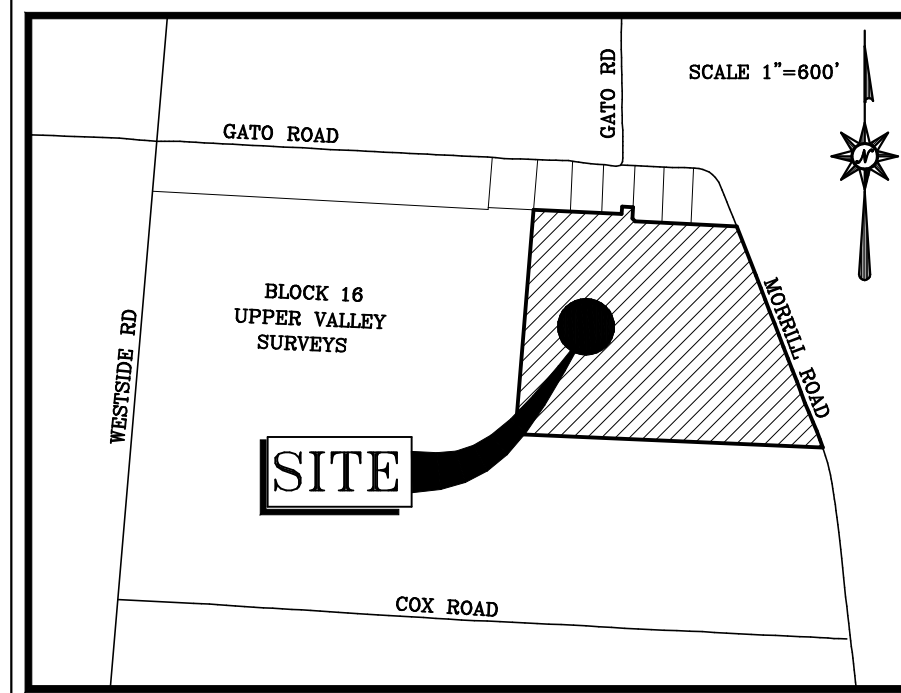 SCALE 1"=600'
GATO RD
GATO ROAD
N
BLOCK 16
UPPER VALLEY
SURVEYS
MORRILL ROAD
WESTSIDE RD
SITE
COX ROAD